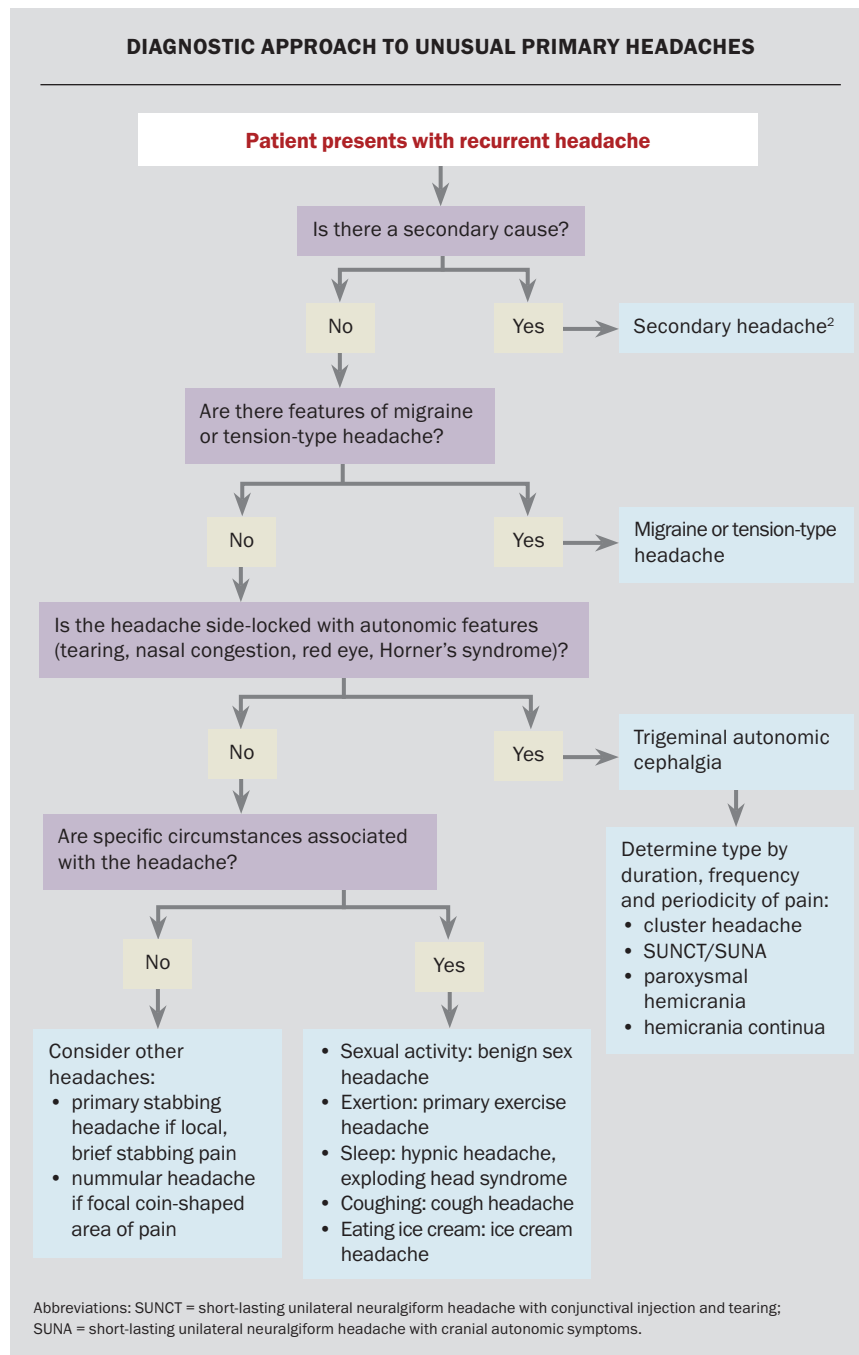 DIAGNOSTIC APPROACH TO UNUSUAL PRIMARY HEADACHES
Patient presents with recurrent headache
Is there a secondary cause?
No
Yes
Secondary headache²
Are there features of migraine
or tension-type headache?
No
Yes
Migraine or tension-type
headache
Is the headache side-locked with autonomic features
(tearing, nasal congestion, red eye, Horner’s syndrome)?
No
Yes
Trigeminal autonomic
cephalgia
Determine type by
duration, frequency
and periodicity of pain:
• cluster headache
• SUNCT/SUNA
• paroxysmal
hemicrania
• hemicrania continua
Are specific circumstances associated
with the headache?
No
Yes
Consider other
headaches:
• primary stabbing
headache if local,
brief stabbing pain
• nummular headache
if focal coin-shaped
area of pain
• Sexual activity: benign sex
headache
• Exertion: primary exercise
headache
• Sleep: hypnic headache,
exploding head syndrome
• Coughing: cough headache
• Eating ice cream: ice cream
headache
Abbreviations: SUNCT = short-lasting unilateral neuralgiform headache with conjunctival injection and tearing;
SUNA = short-lasting unilateral neuralgiform headache with cranial autonomic symptoms.